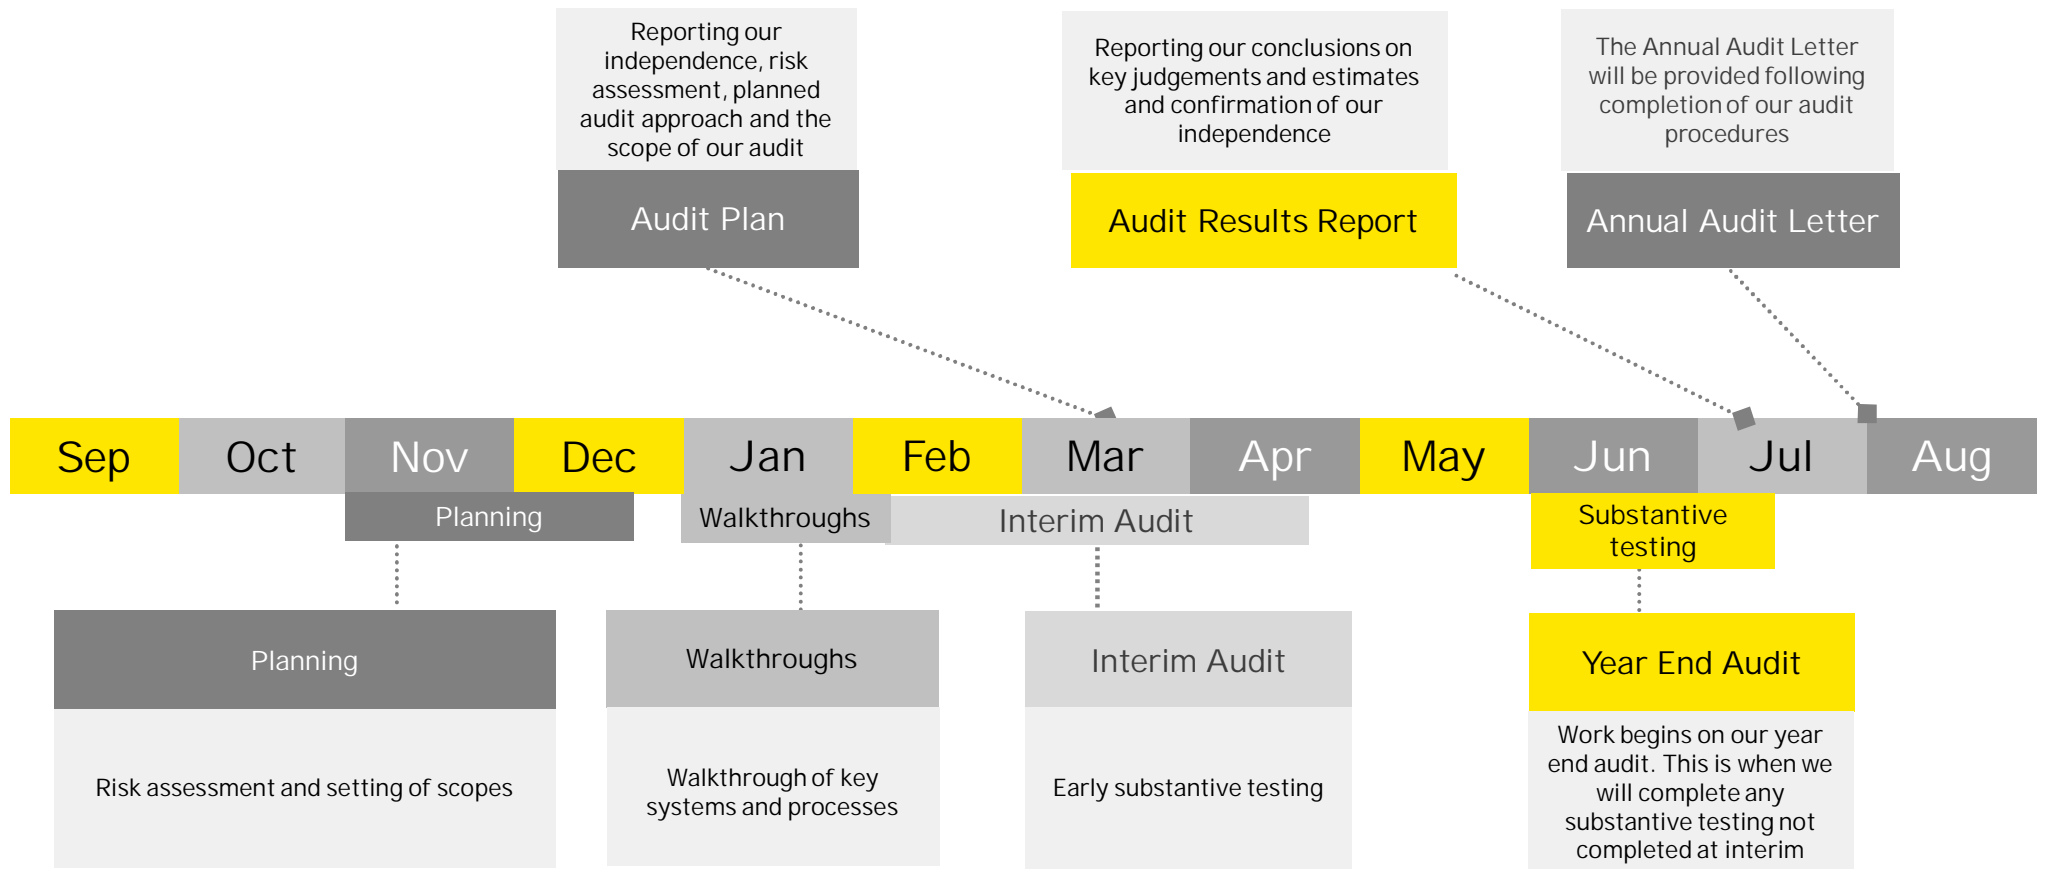 Reporting our
independence, risk
assessment, planned
audit approach and the
scope of our audit
Audit Plan
Reporting our conclusions on
key judgements and estimates
and confirmation of our
independence
Audit Results Report
The Annual Audit Letter
will be provided following
completion of our audit
procedures
Annual Audit Letter
Sep Oct Nov Dec Jan Feb Mar Apr May Jun Jul Aug
Planning
Walkthroughs
Interim Audit
Substantive
testing
Planning
Risk assessment and setting of scopes
Walkthroughs
Walkthrough of key
systems and processes
Interim Audit
Early substantive testing
Year End Audit
Work begins on our year
end audit. This is when we
will complete any
substantive testing not
completed at interim